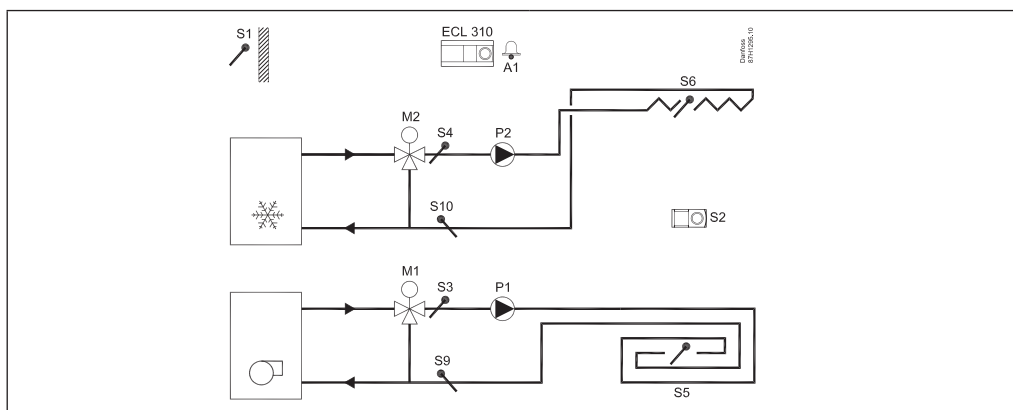 S1
ECL 310
A1
Danfoss
87H1295.10
S6
M2
S4
P2
S10
S2
M1
S3
P1
S9
S5